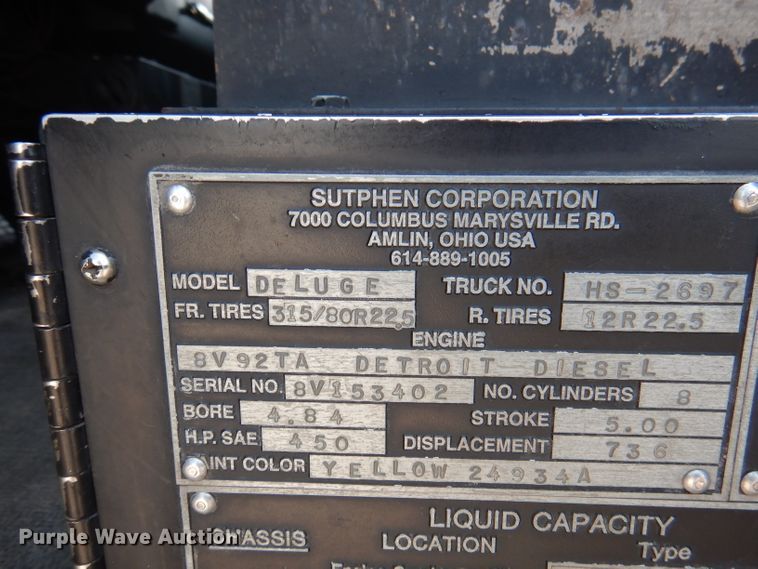 SUTPHEN CORPORATION
7000 COLUMBUS MARYSVILLE RD.
AMLIN, OHIO USA
614-889-1005
MODEL DELUGE TRUCK NO. HS-2697
FR. TIRES 315/80R22.5 R. TIRES 12R22.5
ENGINE
8V92TA DETROIT DIESEL
SERIAL NO. 8V153402 NO. CYLINDERS 8
BORE 4.84 STROKE 5.00
H.P. SAE 450 DISPLACEMENT 736
PAINT COLOR YELLOW 24934A
LIQUID CAPACITY
CHASSIS LOCATION Type
Purple Wave Auction